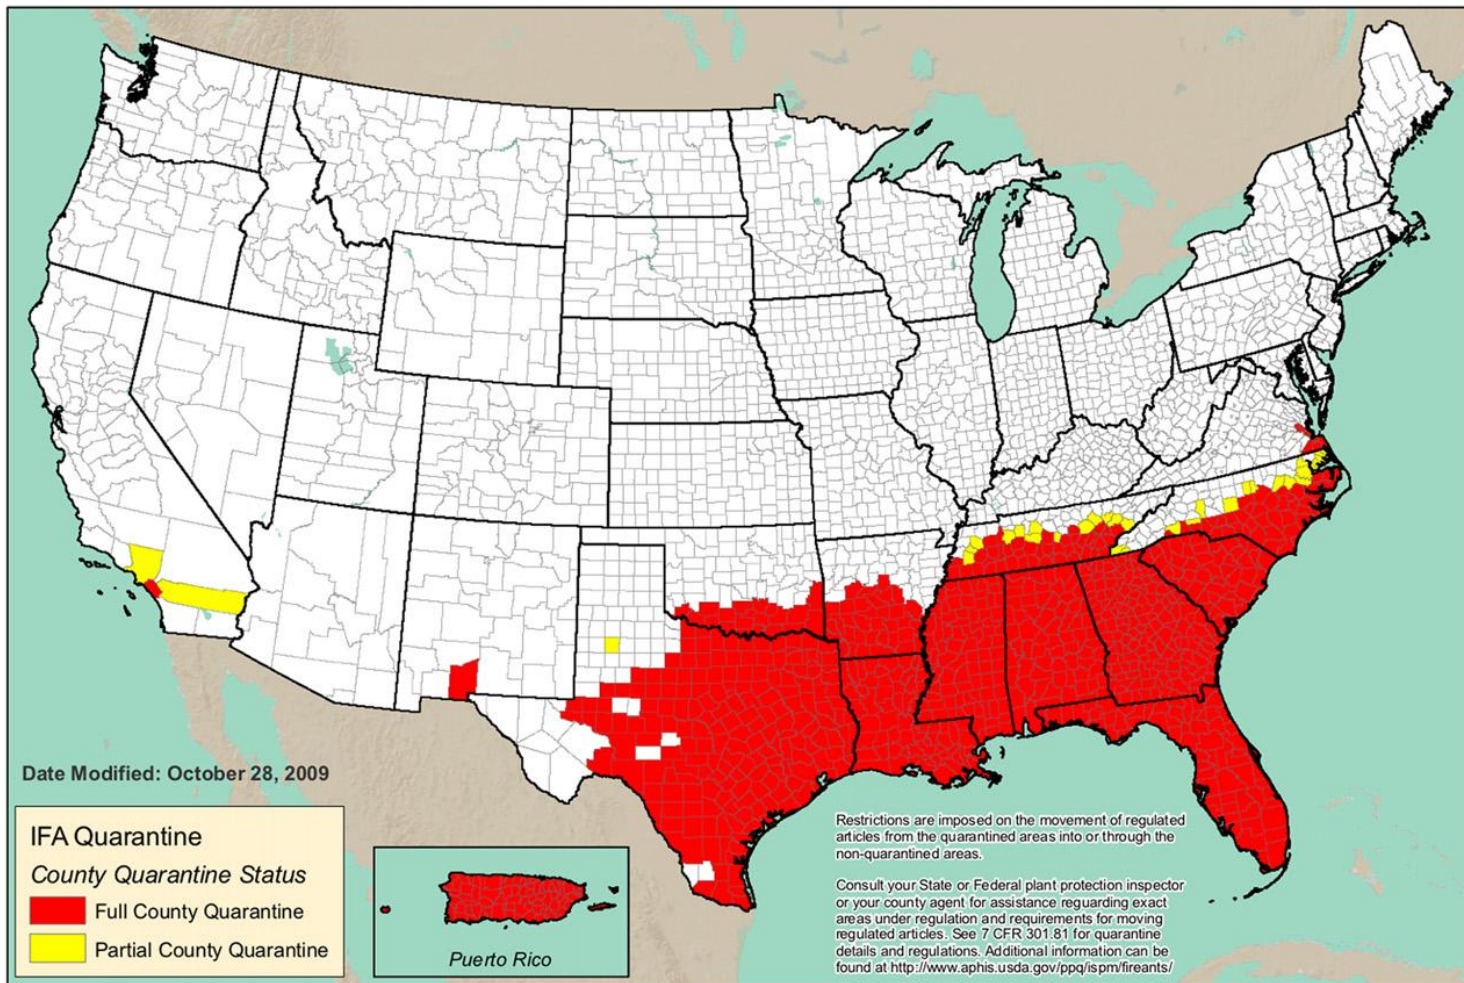 Date Modified: October 28, 2009
IFA Quarantine
County Quarantine Status
Full County Quarantine
Partial County Quarantine
Puerto Rico
Restrictions are imposed on the movement of regulated
articles from the quarantined areas into or through the
non-quarantined areas.
Consult your State or Federal plant protection inspector
or your county agent for assistance reguarding exact
areas under regulation and requirements for moving
regulated articles. See 7 CFR 301.81 for quarantine
details and regulations. Additional information can be
found at http://www.aphis.usda.gov/ppq/ispm/fireants/